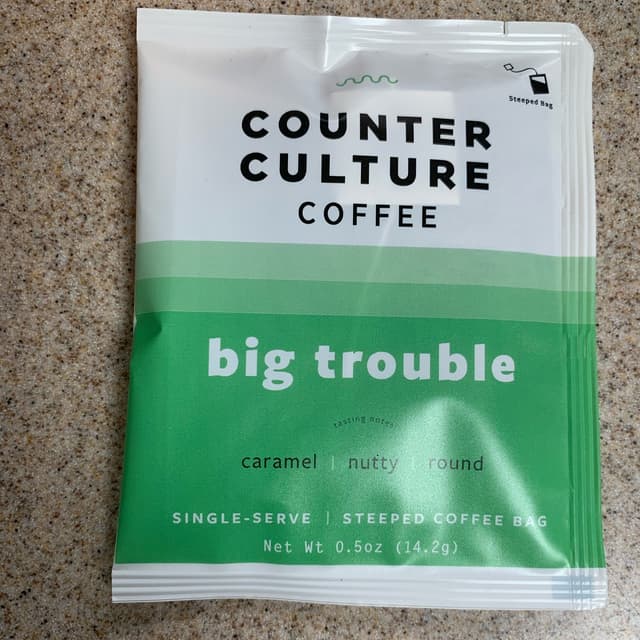 Steeped Bag
COUNTER
CULTURE
COFFEE
big trouble
tasting notes
caramel | nutty | round
SINGLE-SERVE | STEEPED COFFEE BAG
Net Wt 0.5oz (14.2g)